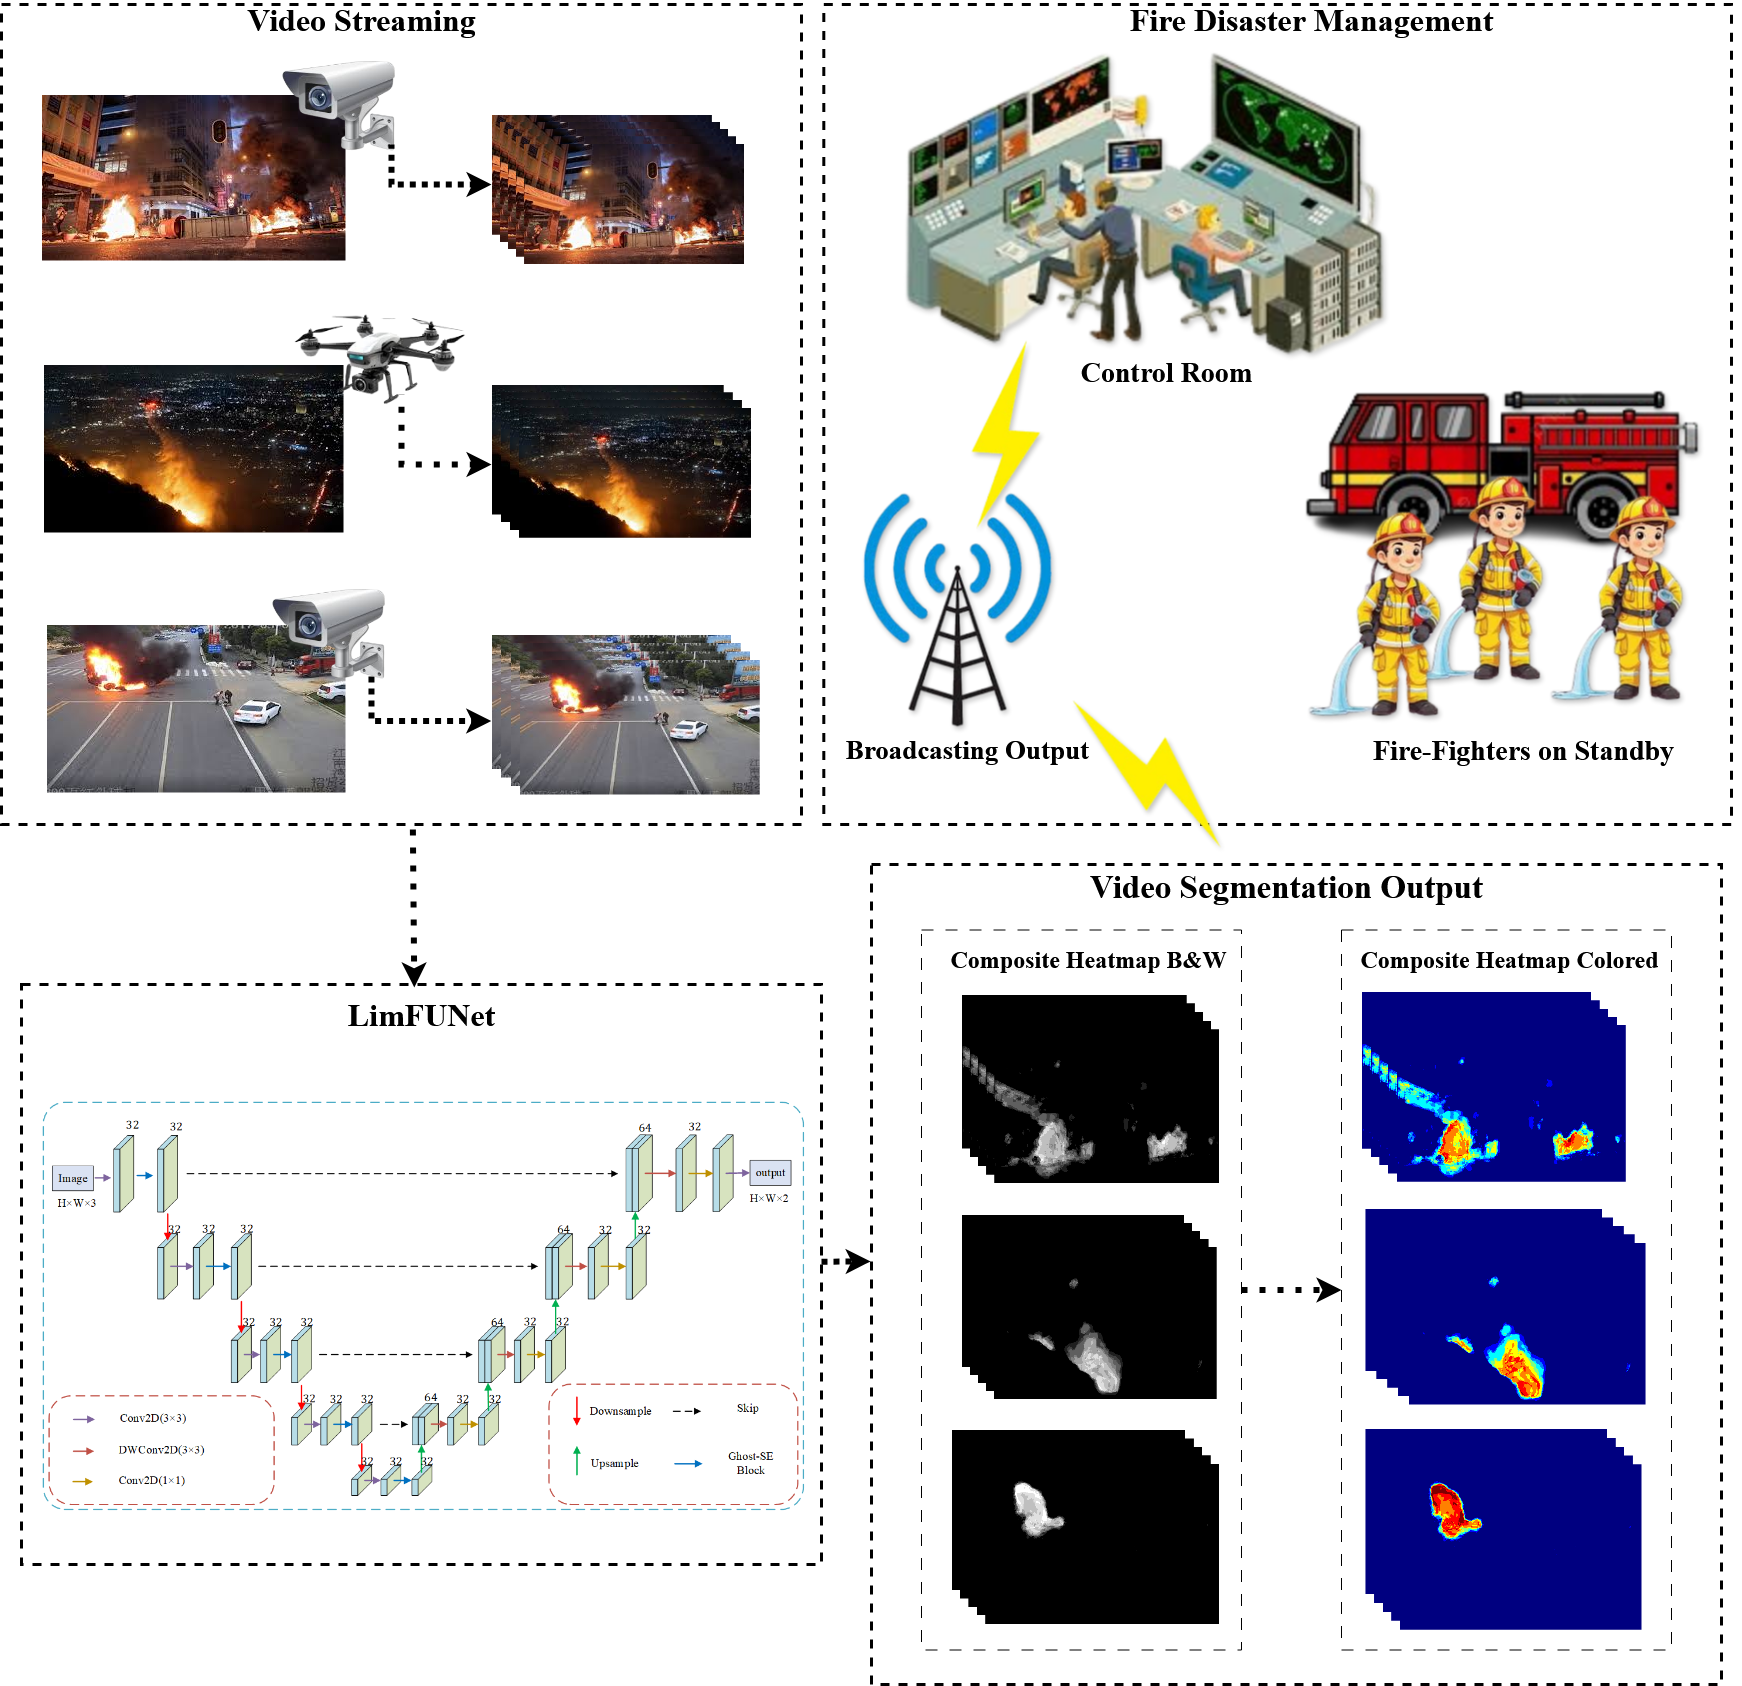 Video Streaming
Fire Disaster Management
Control Room
Broadcasting Output
Fire-Fighters on Standby
LimFUNet
32
32
64
32
Image
output
H×W×3
H×W×2
32
32
32
64
32
32
32
32
32
64
32
32
32
32
32
64
32
32
32
32
32
Conv2D(3×3)
DWConv2D(3×3)
Conv2D(1×1)
Downsample
Skip
Upsample
Ghost-SE
Block
Video Segmentation Output
Composite Heatmap B&W
Composite Heatmap Colored